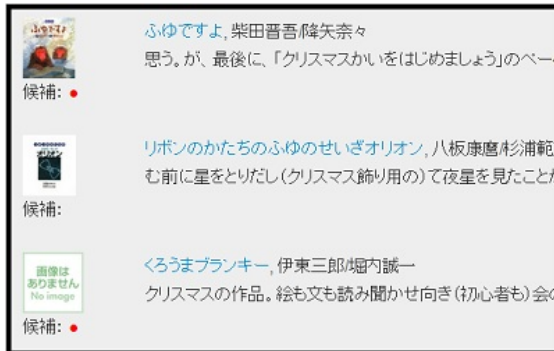 ふゆですよ, 柴田晋吾/降矢奈々
思う。が、最後に、「クリスマスかいをはじめましょう」のペー
候補: ●
リボンのかたちのふゆのせいざオリオン, 八板康麿/杉浦範
む前に星をとりだし(クリスマス飾り用の)て夜星を見たことか
候補:
くろうまブランキー, 伊東三郎/堀内誠一
画像は
ありません
No image
クリスマスの作品。絵も文も読み聞かせ向き(初心者も)会の
候補: ●